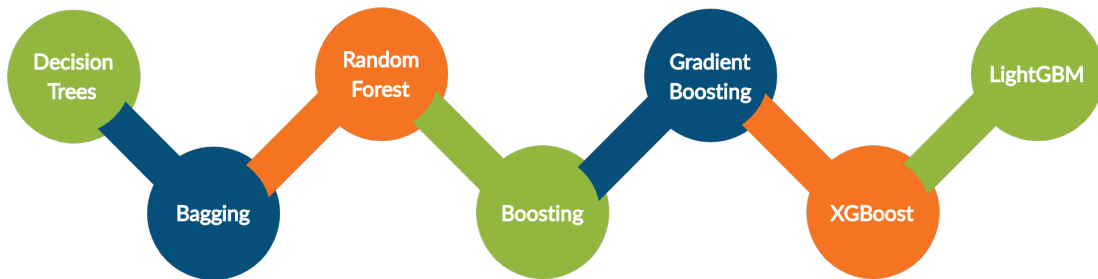 Decision
Trees
Bagging
Random
Forest
Boosting
Gradient
Boosting
XGBoost
LightGBM